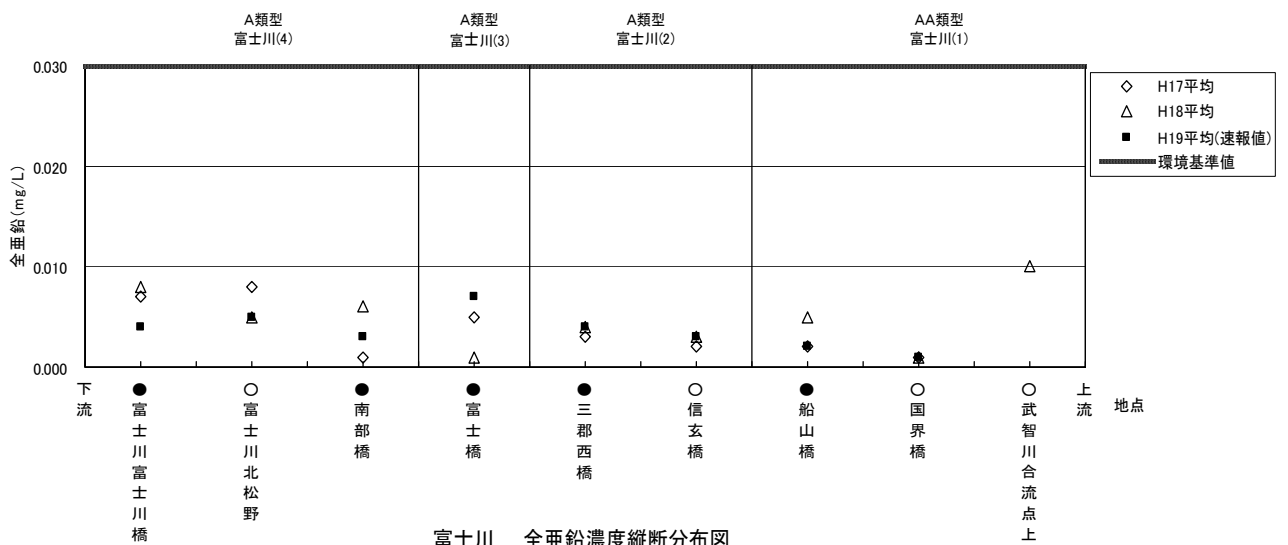 A類型
富士川(4)
A類型
富士川(3)
A類型
富士川(2)
AA類型
富士川(1)
全亜鉛(mg/L)
0.030
0.020
0.010
0.000
◇ H17平均
△ H18平均
■ H19平均(速報値)
環境基準値
下流
●富士川富士川橋
○富士川北松野
●南部橋
●富士橋
●三郡西橋
○信玄橋
●船山橋
○国界橋
○武智川合流点上
上流
地点
富士川 全亜鉛濃度縦断分布図